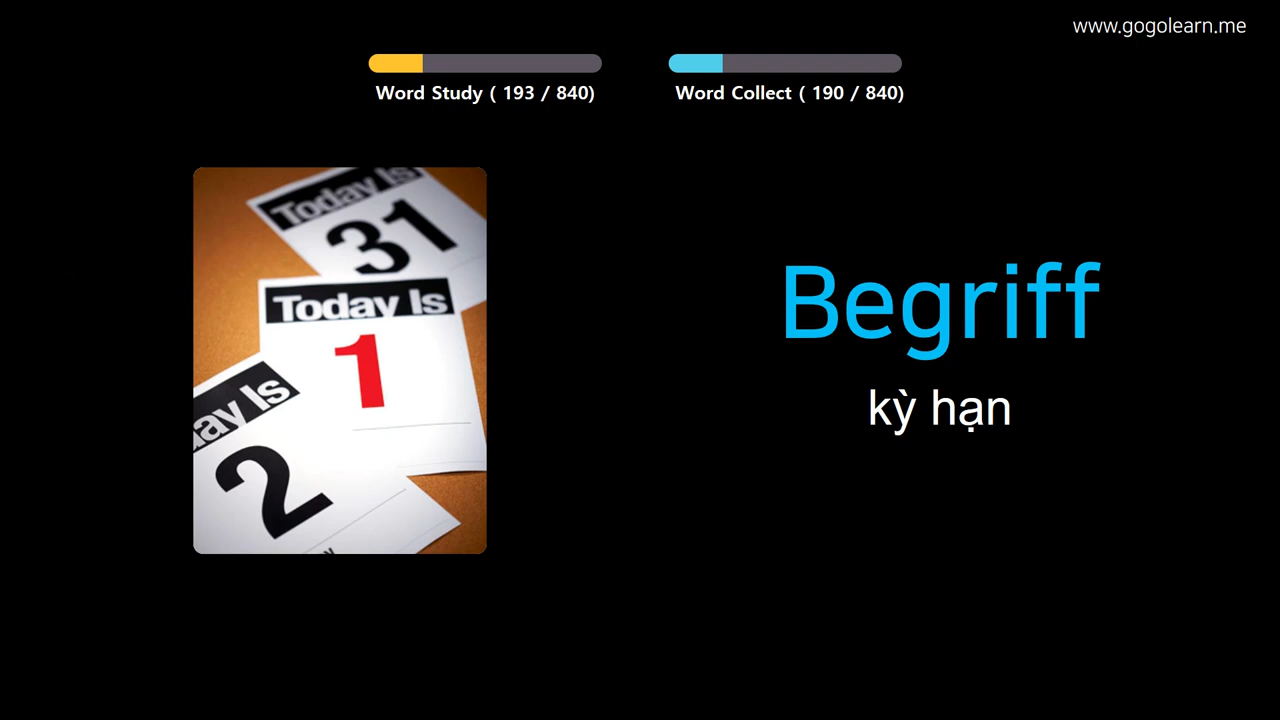 www.gogolearn.me
Word Study ( 193 / 840)
Word Collect ( 190 / 840)
Today Is
31
Today Is
1
day Is
2
Begriff
kỳ hạn